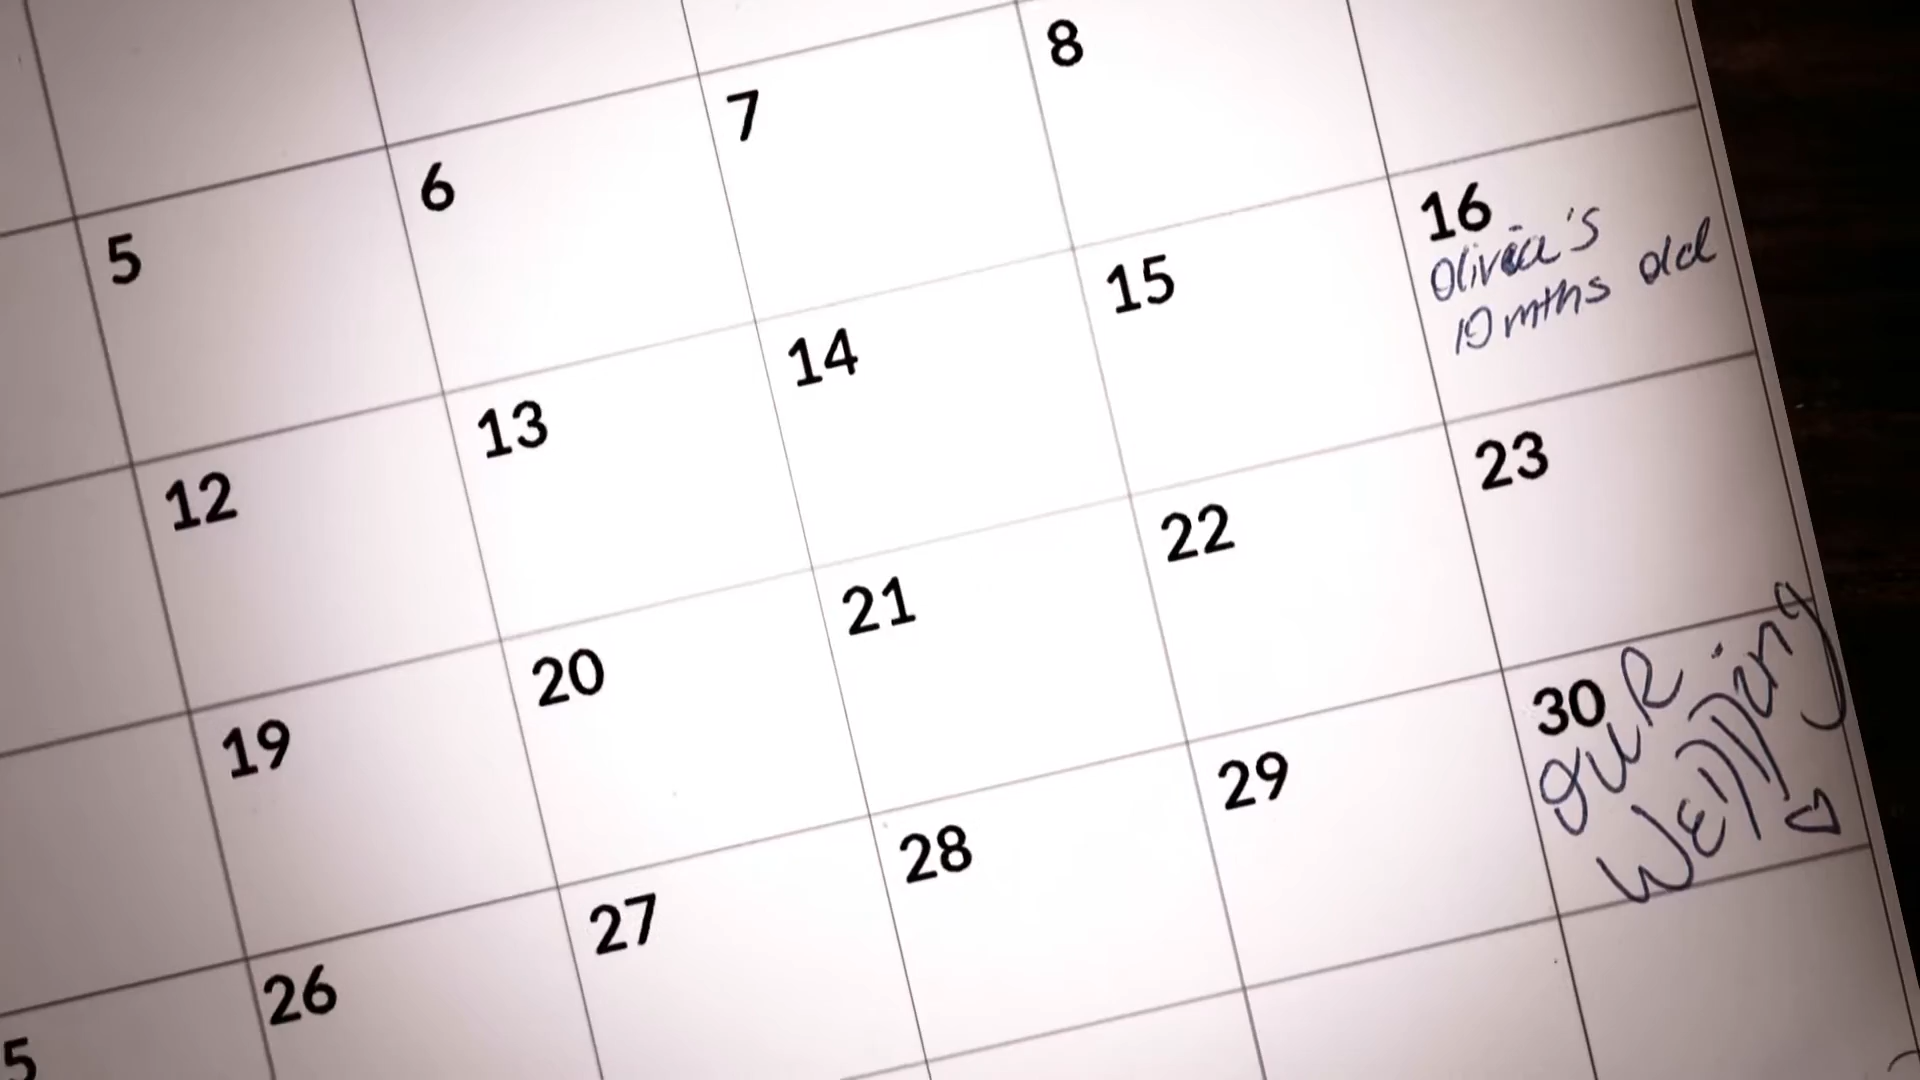 5 6 7 8
12 13 14 15 16
Olivia's
10 mths old
19 20 21 22 23
5 26 27 28 29 30
our
wedding ♡